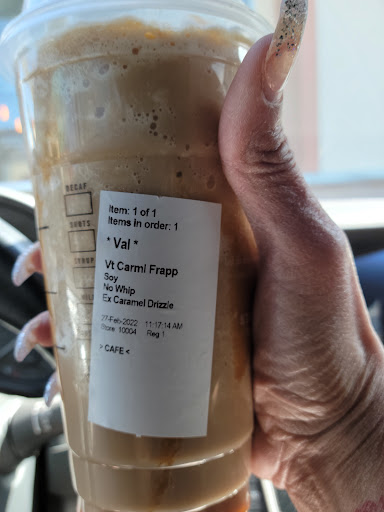 DECAF
SHOTS
SYRUP
Item: 1 of 1
Items in order: 1
* Val *
Vt Carml Frapp
Soy
No Whip
Ex Caramel Drizzle
27-Feb-2022 11:17:14 AM
Store 10004 Reg 1
> CAFE <